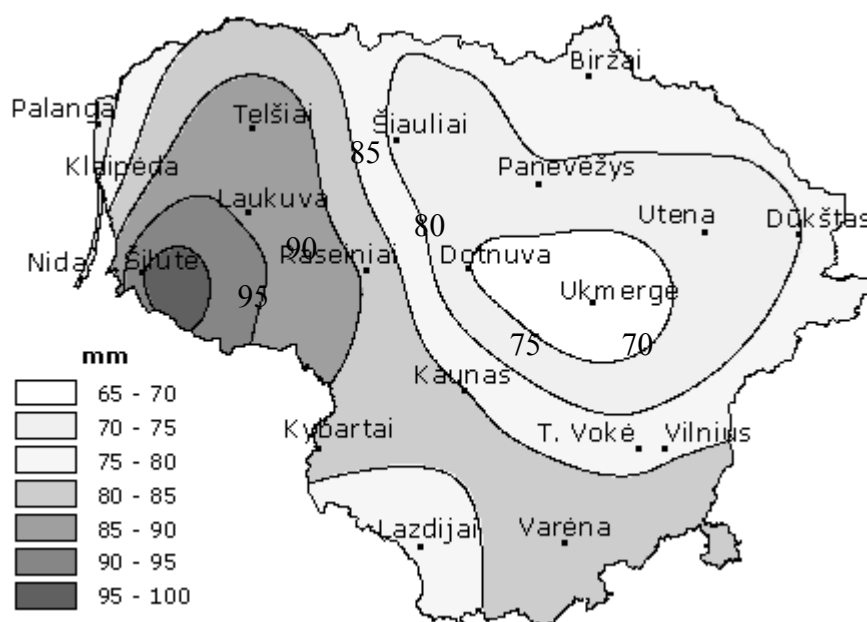 Biržai
Palanga
Telšiai
Šiauliai
85
Klaipėda
Panevėžys
Laukuva
80
Utena
Dūkštas
Nida
Šilutė
90
Raseiniai
Dotnuva
95
Ukmergė
75
70
mm
65 - 70
70 - 75
75 - 80
80 - 85
85 - 90
90 - 95
95 - 100
Kaunas
Kybartai
T. Vokė
Vilnius
Lazdijai
Varėna